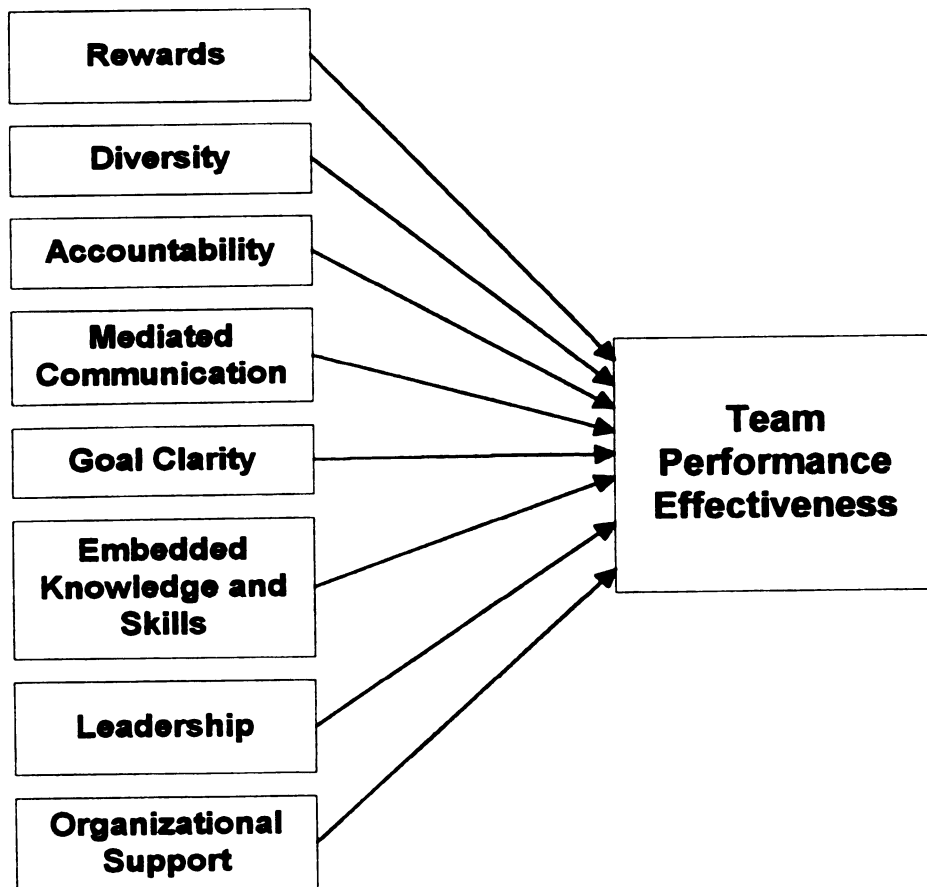 Rewards
Diversity
Accountability
Mediated
Communication
Goal Clarity
Embedded
Knowledge and
Skills
Leadership
Organizational
Support
Team
Performance
Effectiveness